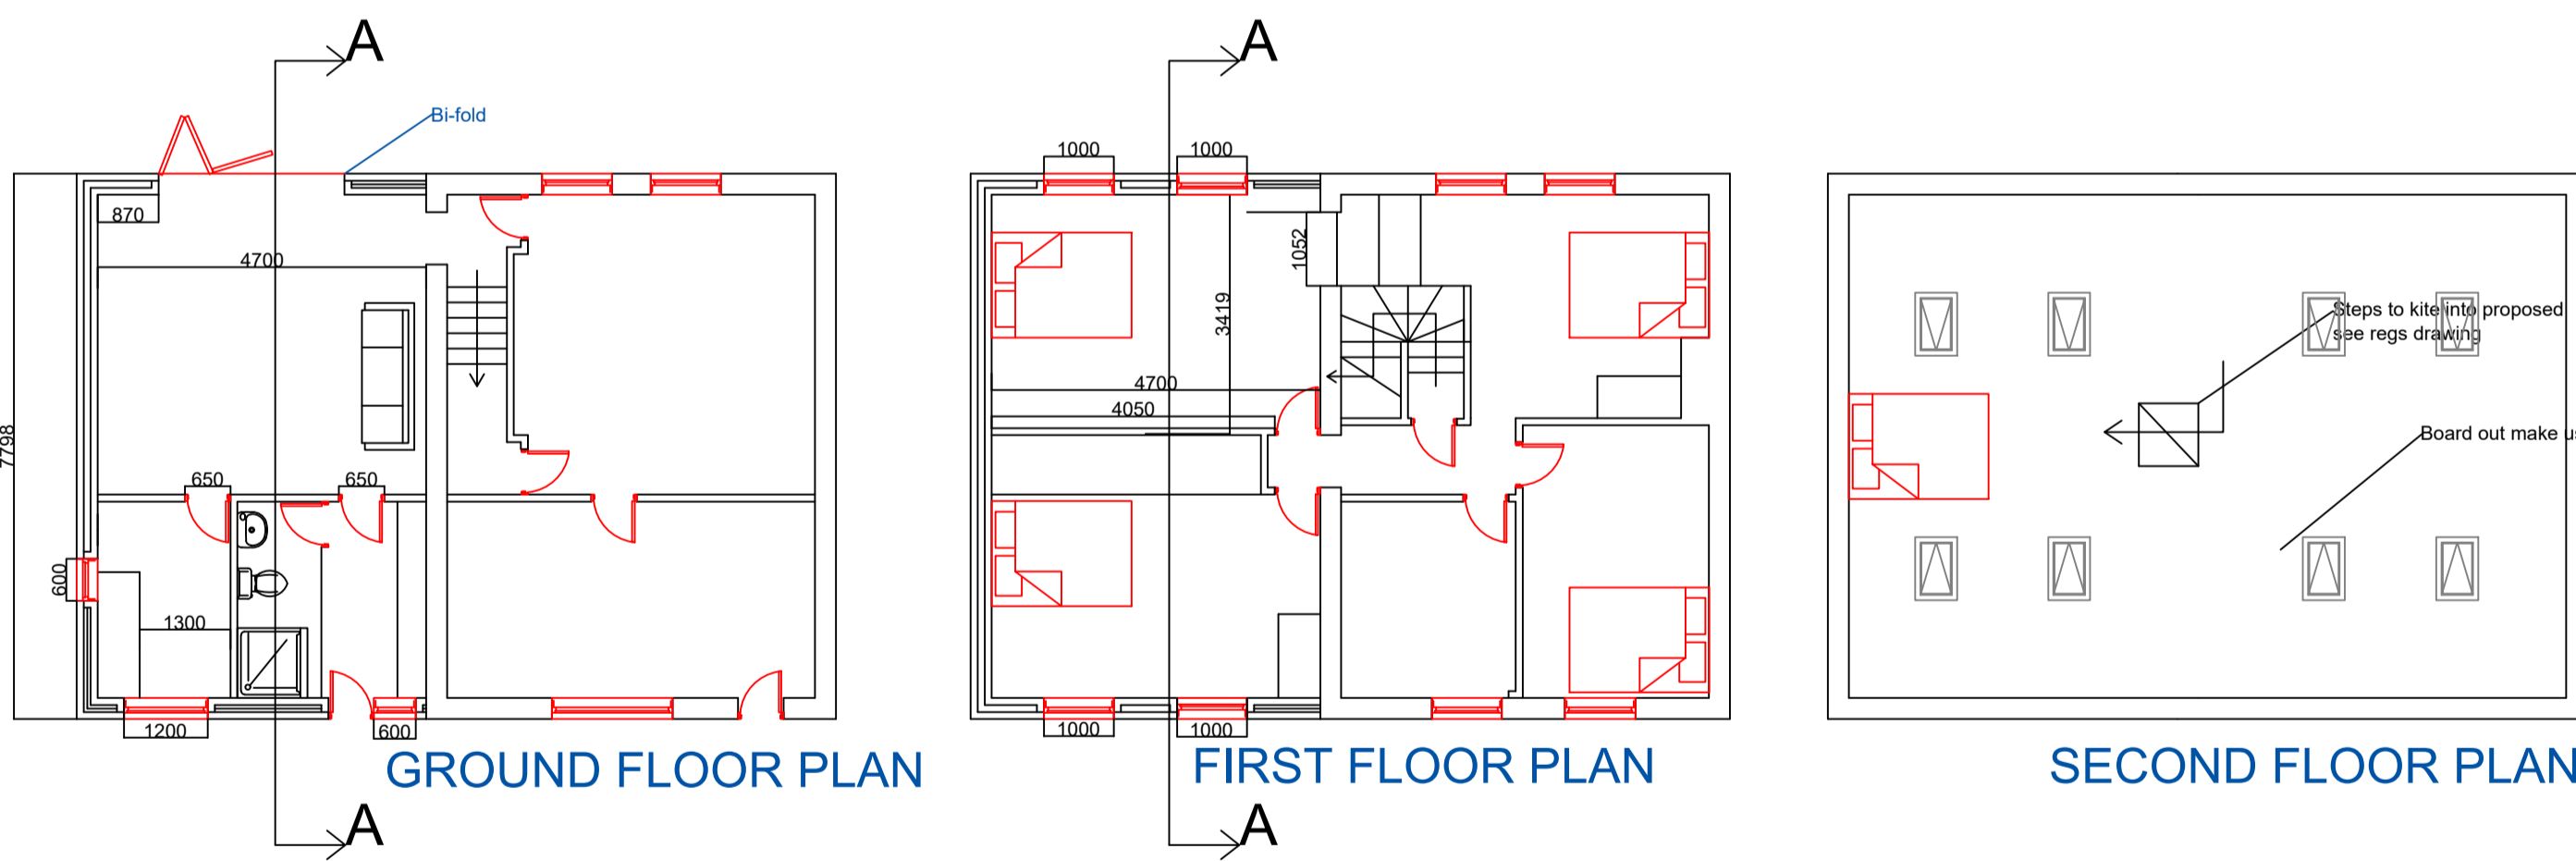 A
A
Bi-fold
870
4700
7798
650
650
600
1300
1200
600
GROUND FLOOR PLAN
A
A
1000
1000
1052
3419
4700
4050
1000
1000
FIRST FLOOR PLAN
A
A
Steps to kite into proposed
see regs drawing
Board out make us
SECOND FLOOR PLAN